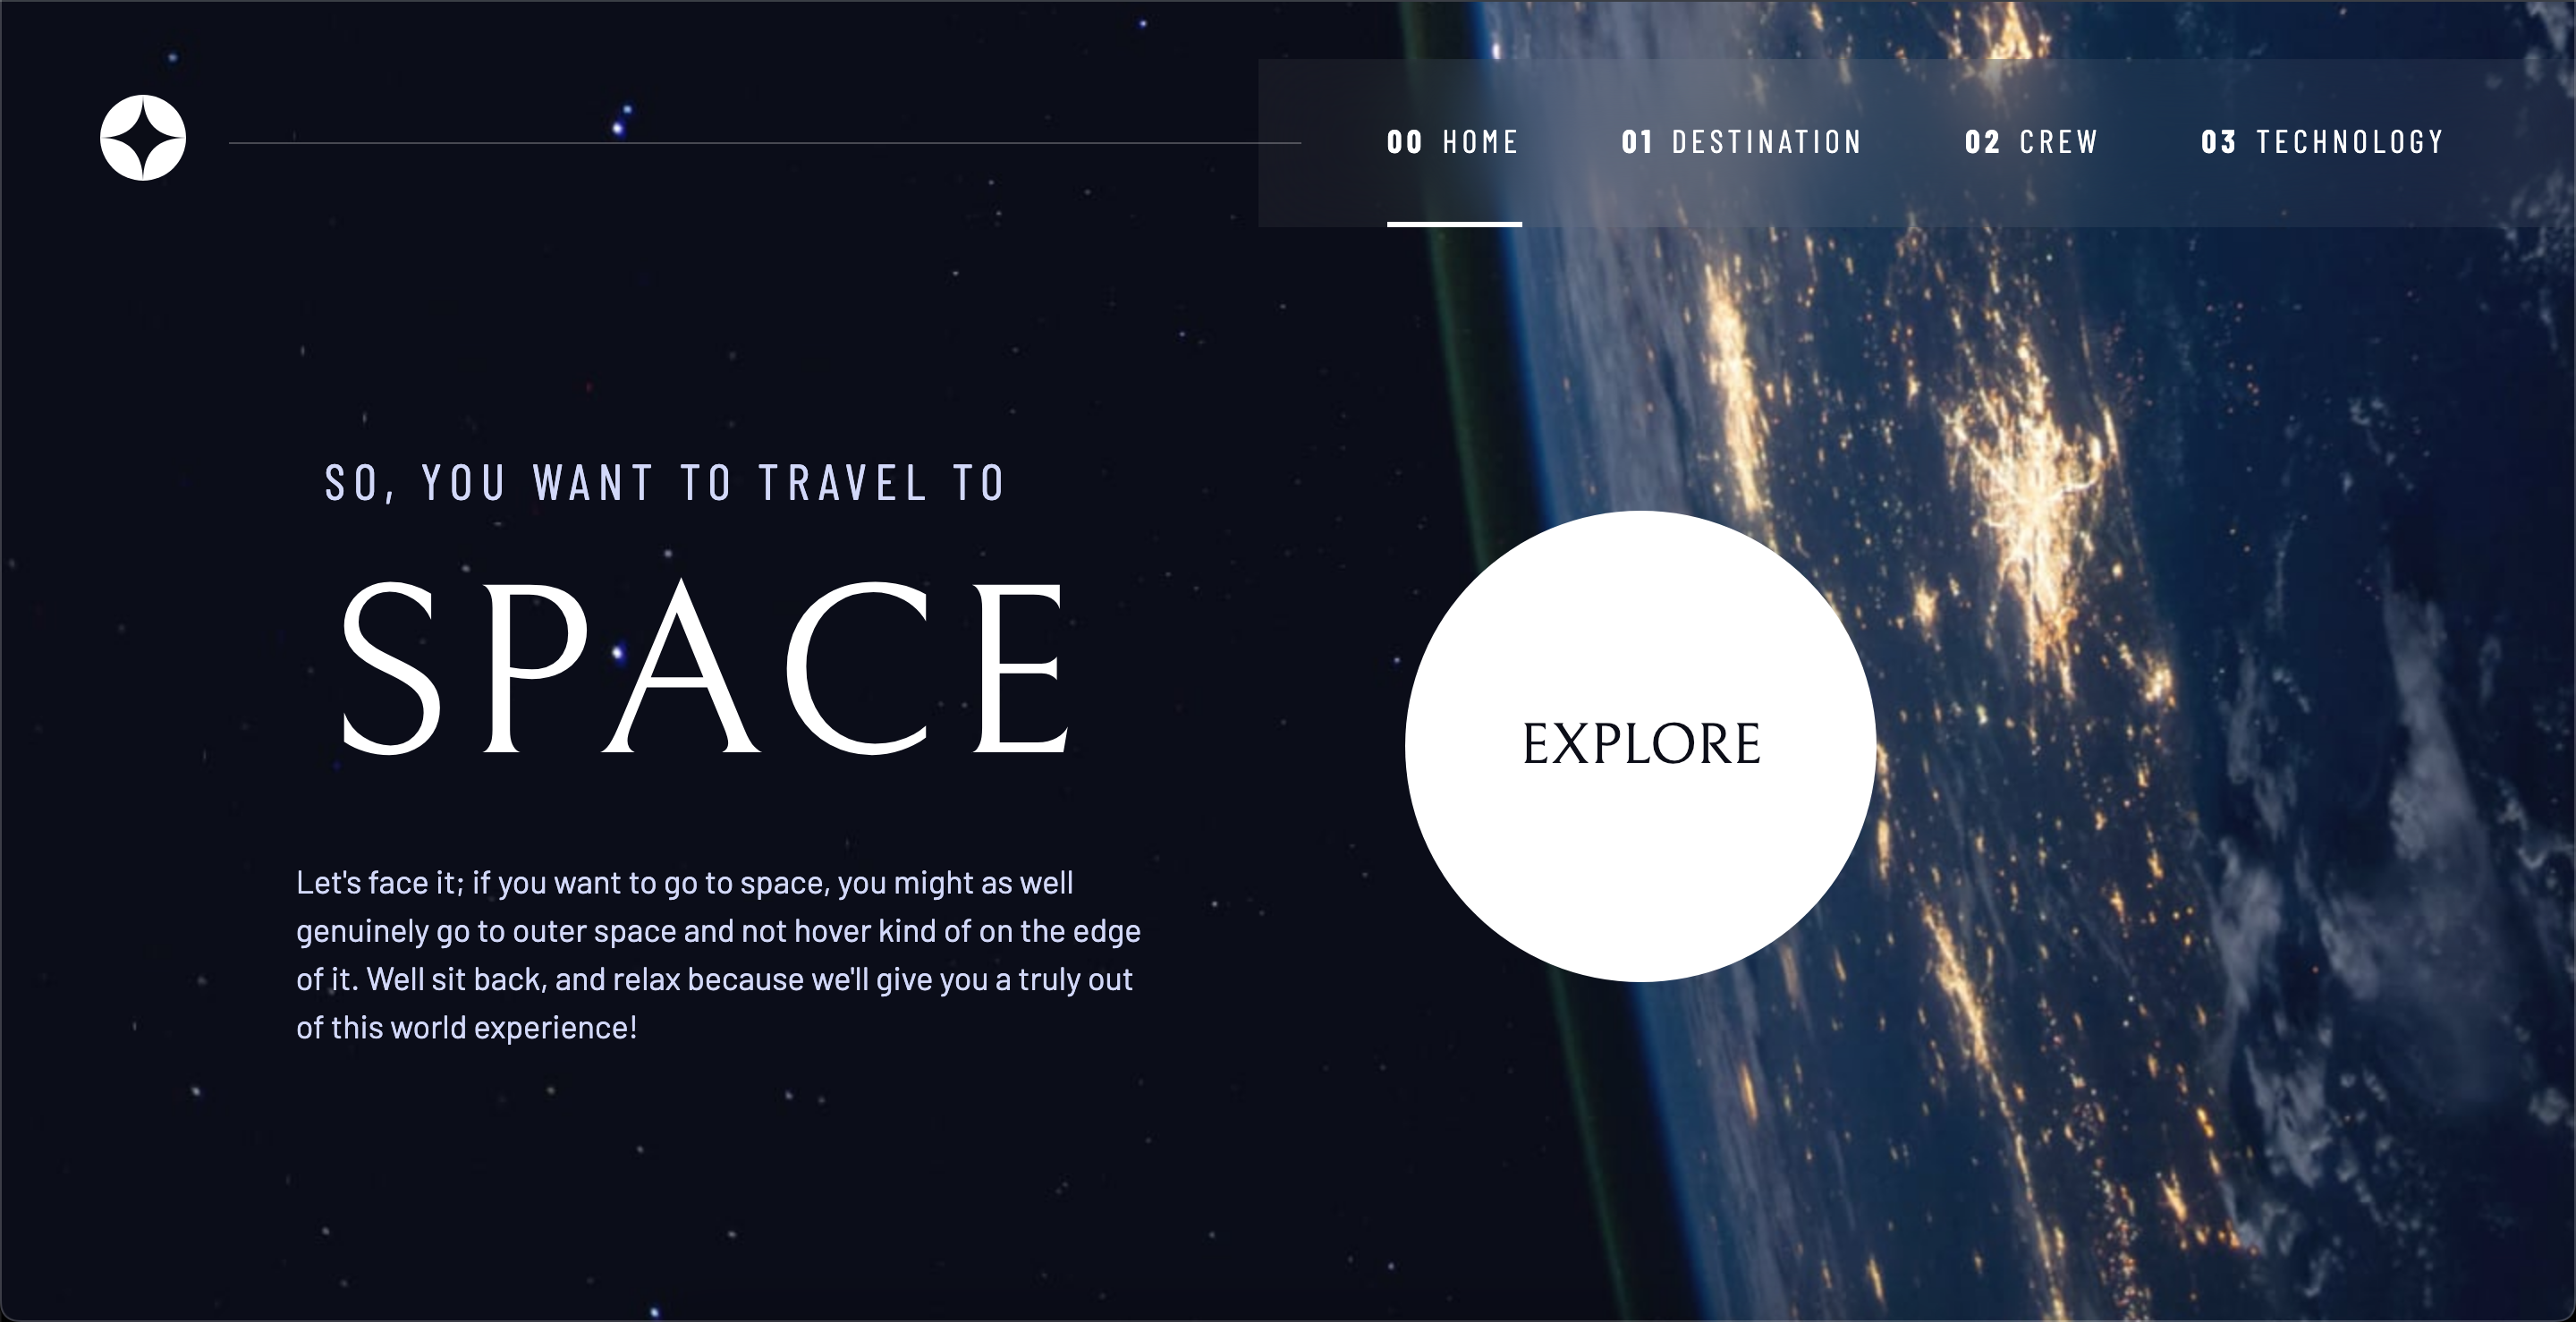 00 HOME 01 DESTINATION 02 CREW 03 TECHNOLOGY
SO, YOU WANT TO TRAVEL TO
SPACE
EXPLORE
Let's face it; if you want to go to space, you might as well
genuinely go to outer space and not hover kind of on the edge
of it. Well sit back, and relax because we'll give you a truly out
of this world experience!